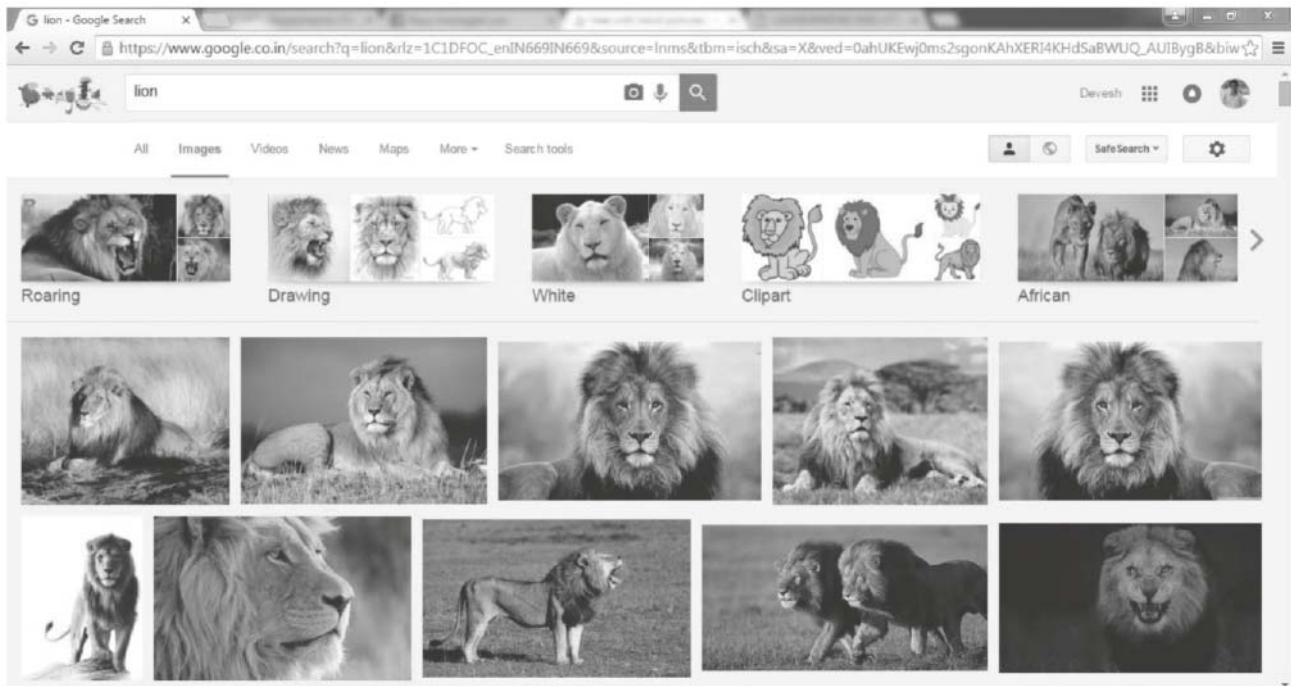 lion - Google Search
https://www.google.co.in/search?q=lion&rlz=1C1DFOC_enIN669IN669&source=lnms&tbm=isch&sa=X&ved=0ahUKEwj0ms2sgonKAhXERI4KHdSaBWUQ_AUIBygB&biw
lion
Devesh
All Images Videos News Maps More Search tools
SafeSearch
Roaring Drawing White Clipart African